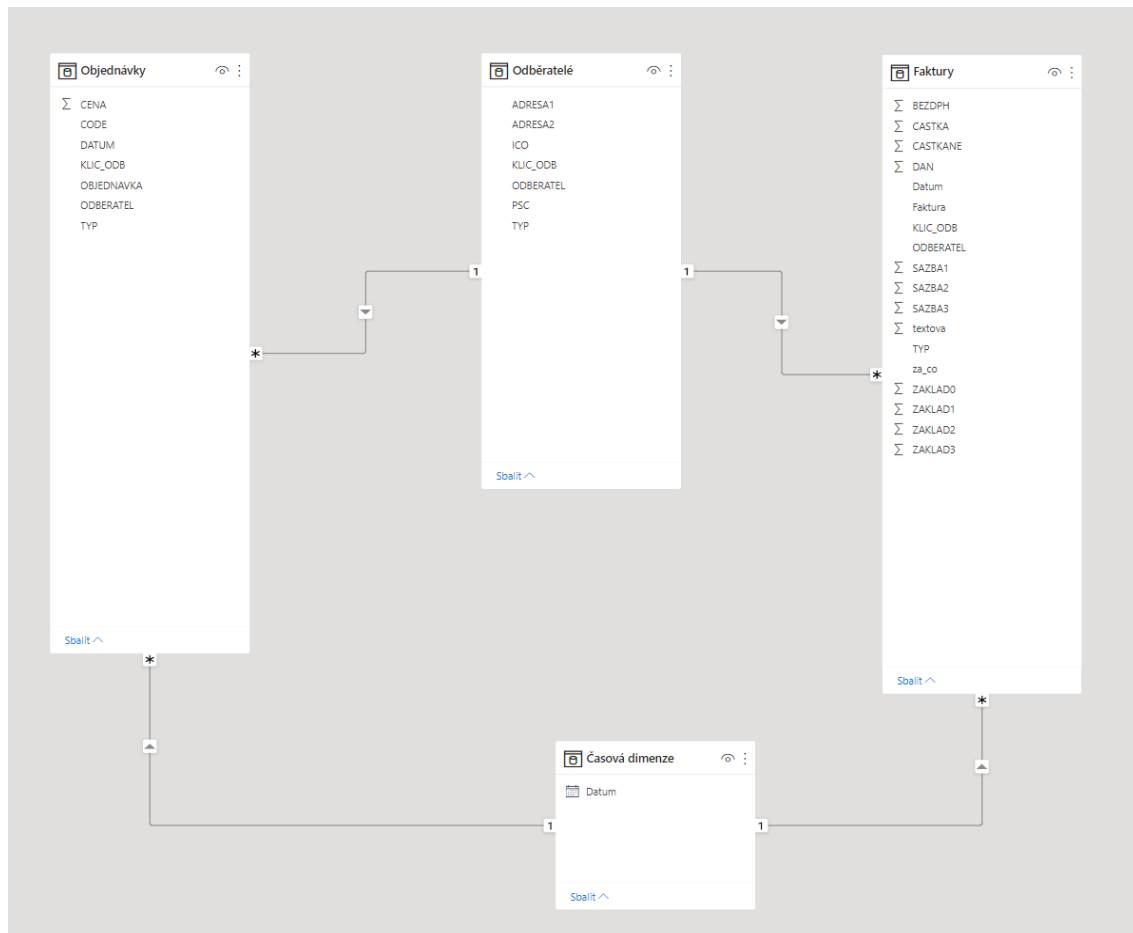 Objednávky
CENA
CODE
DATUM
KLIC_ODB
OBJEDNAVKA
ODBERATEL
TYP
Sbalit
Odběratelé
ADRESA1
ADRESA2
ICO
KLIC_ODB
ODBERATEL
PSC
TYP
Sbalit
Faktury
BEZDPH
CASTKA
CASTKANE
DAN
Datum
Faktura
KLIC_ODB
ODBERATEL
SAZBA1
SAZBA2
SAZBA3
textova
TYP
za_co
ZAKLAD0
ZAKLAD1
ZAKLAD2
ZAKLAD3
Sbalit
1
*
1
*
*
*
Časová dimenze
Datum
1
1
Sbalit